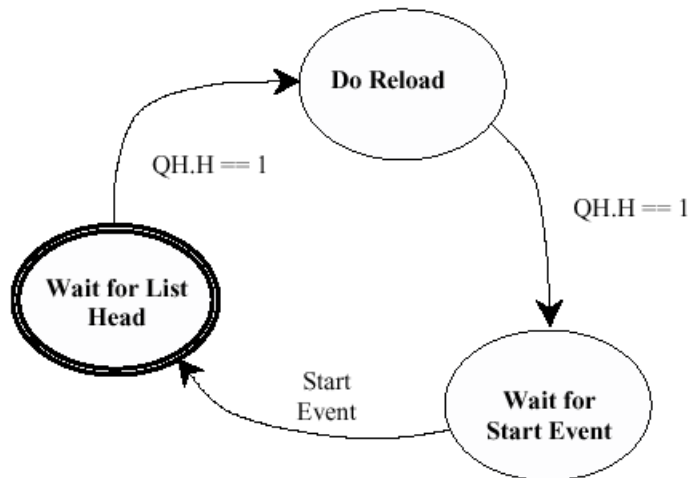 Do Reload
QH.H == 1
QH.H == 1
Wait for List
Head
Start
Event
Wait for
Start Event